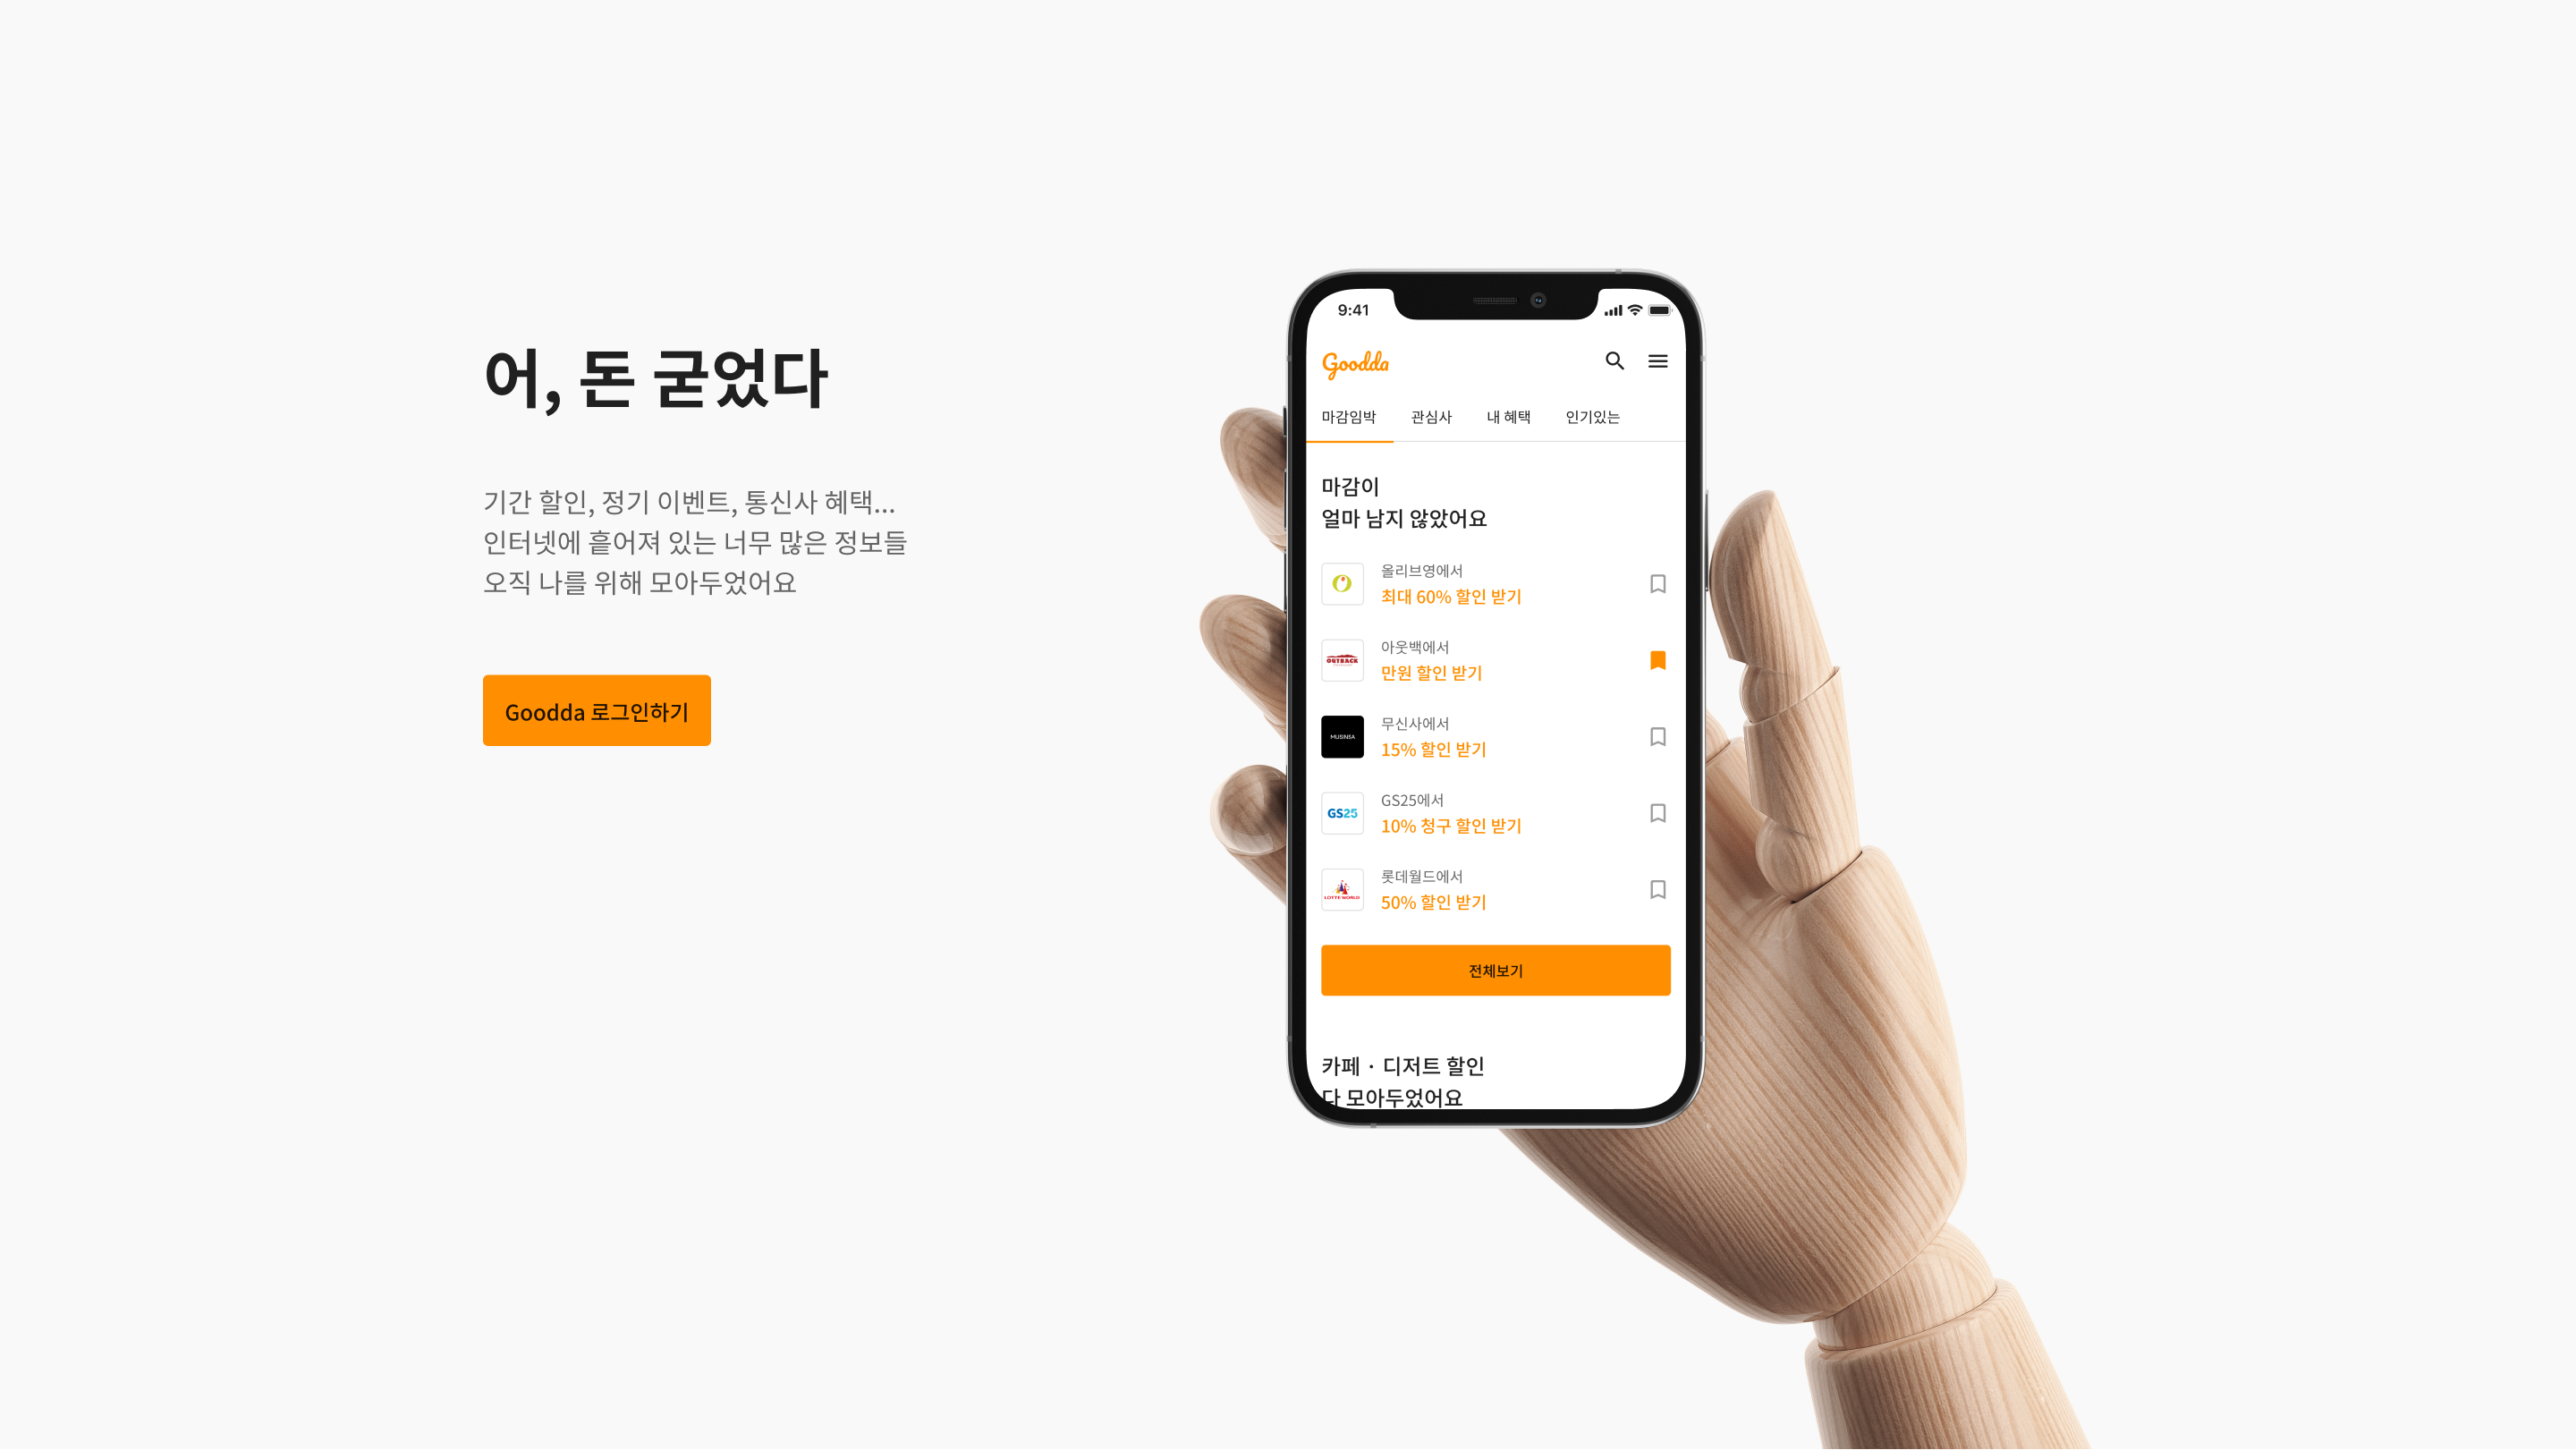 어, 돈 굳었다
기간 할인, 정기 이벤트, 통신사 혜택...
인터넷에 흩어져 있는 너무 많은 정보들
오직 나를 위해 모아두었어요
Goodda 로그인하기
9:41
Goodda
마감임박 관심사 내 혜택 인기있는
마감이
얼마 남지 않았어요
올리브영에서
최대 60% 할인 받기
OUTBACK
아웃백에서
만원 할인 받기
MUSINSA
무신사에서
15% 할인 받기
GS25
GS25에서
10% 청구 할인 받기
LOTTE WORLD
롯데월드에서
50% 할인 받기
전체보기
카페 · 디저트 할인
다 모아두었어요